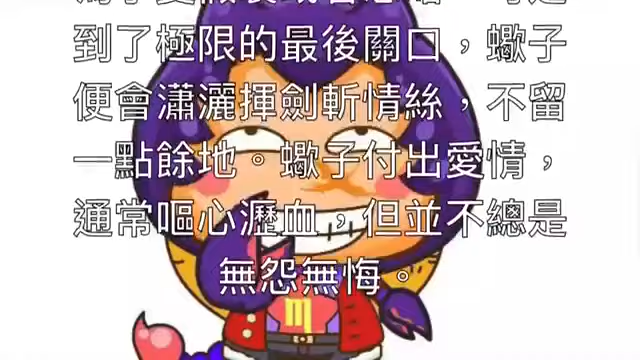 到了極限的最後關口，蠍子
便會瀟灑揮劍斬情絲，不留
一點餘地。蠍子付出愛情，
通常嘔心瀝血，但並不總是
無怨無悔。
♏